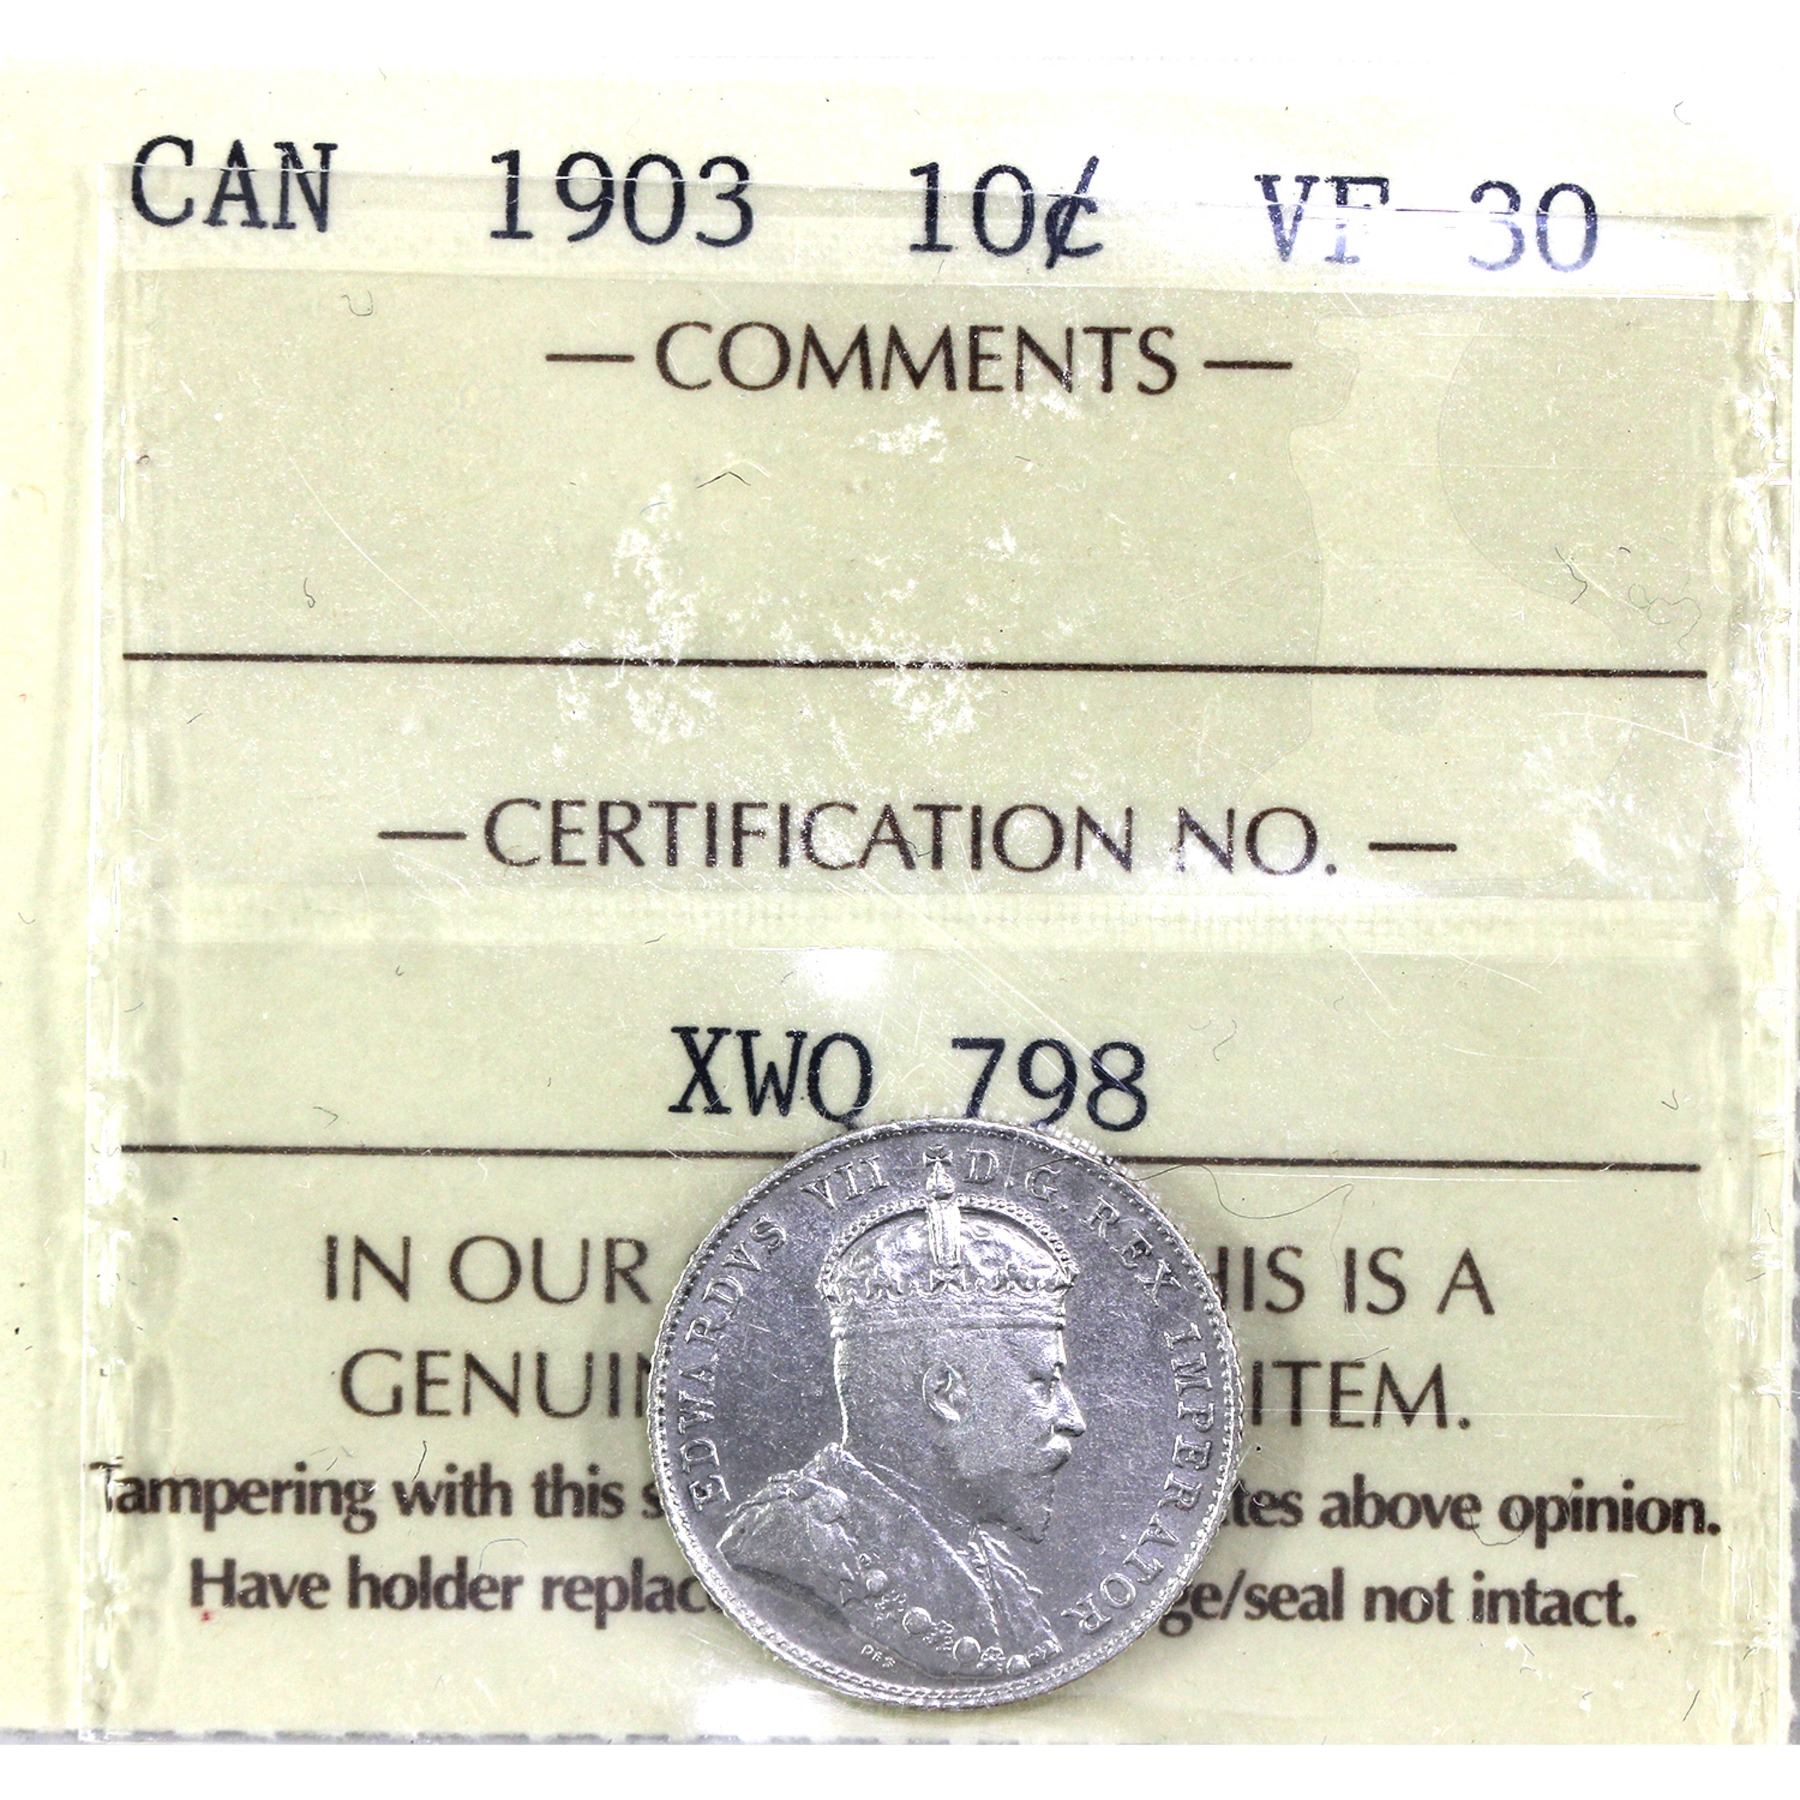 CAN 1903 10¢ VF 30
— COMMENTS —
— CERTIFICATION NO. —
XWQ 798
EDWARDVS VII D.G. REX IMPERATOR
DES
IN OUR HIS IS A
GENUIN ITEM.
Tampering with this s tes above opinion.
Have holder replac ge/seal not intact.